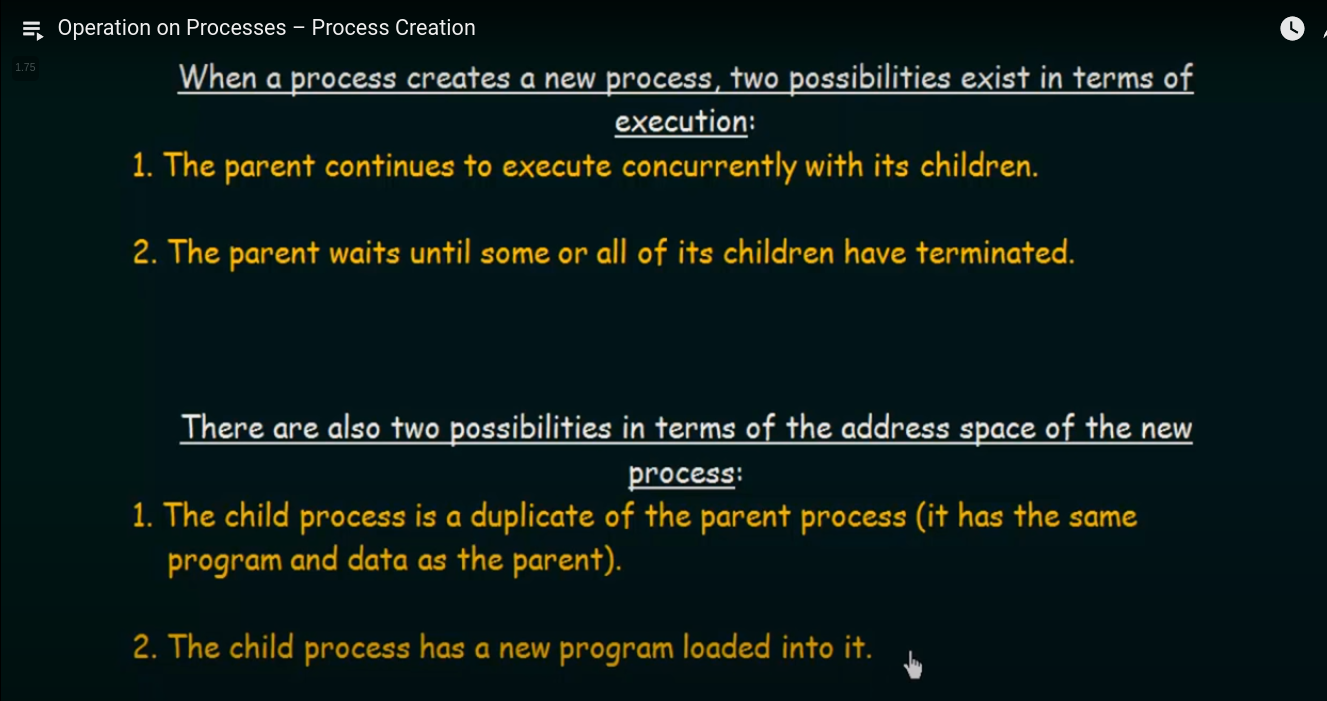 Operation on Processes – Process Creation
1.75
When a process creates a new process, two possibilities exist in terms of
execution:
1. The parent continues to execute concurrently with its children.
2. The parent waits until some or all of its children have terminated.
There are also two possibilities in terms of the address space of the new
process:
1. The child process is a duplicate of the parent process (it has the same
program and data as the parent).
2. The child process has a new program loaded into it.